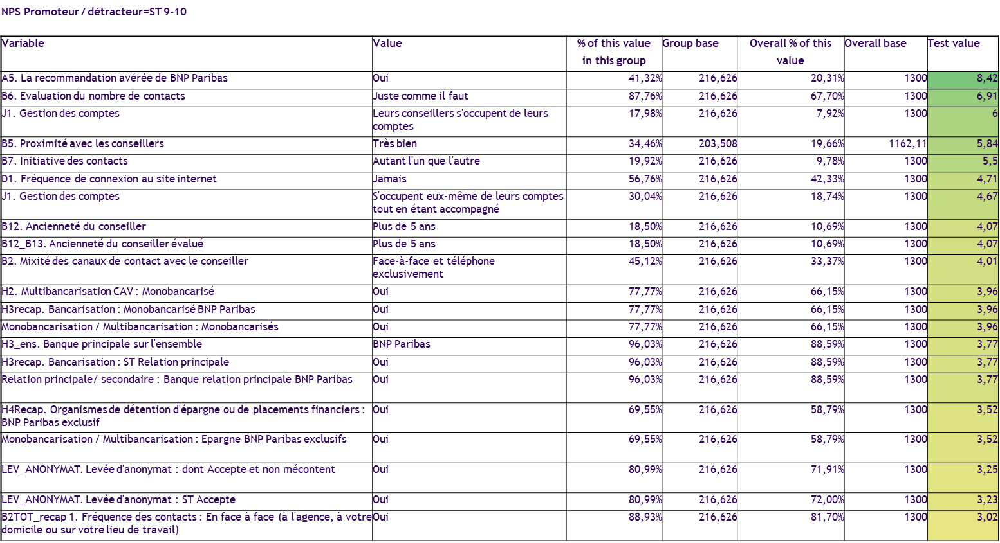 NPS Promoteur / détracteur=ST 9-10
Variable Value % of this value in this group Group base Overall % of this value Overall base Test value
A5. La recommandation avérée de BNP Paribas Oui 41,32% 216,626 20,31% 1300 8,42
B6. Evaluation du nombre de contacts Juste comme il faut 87,76% 216,626 67,70% 1300 6,91
J1. Gestion des comptes Leurs conseillers s'occupent de leurs comptes 17,98% 216,626 7,92% 1300 6
B5. Proximité avec les conseillers Très bien 34,46% 203,508 19,66% 1162,11 5,84
B7. Initiative des contacts Autant l'un que l'autre 19,92% 216,626 9,78% 1300 5,5
D1. Fréquence de connexion au site internet Jamais 56,76% 216,626 42,33% 1300 4,71
J1. Gestion des comptes S'occupent eux-même de leurs comptes tout en étant accompagné 30,04% 216,626 18,74% 1300 4,67
B12. Ancienneté du conseiller Plus de 5 ans 18,50% 216,626 10,69% 1300 4,07
B12_B13. Ancienneté du conseiller évalué Plus de 5 ans 18,50% 216,626 10,69% 1300 4,07
B2. Mixité des canaux de contact avec le conseiller Face-à-face et téléphone exclusivement 45,12% 216,626 33,37% 1300 4,01
H2. Multibancarisation CAV : Monobancarisé Oui 77,77% 216,626 66,15% 1300 3,96
H3recap. Bancarisation : Monobancarisé BNP Paribas Oui 77,77% 216,626 66,15% 1300 3,96
Monobancarisation / Multibancarisation : Monobancarisés Oui 77,77% 216,626 66,15% 1300 3,96
H3_ens. Banque principale sur l'ensemble BNP Paribas 96,03% 216,626 88,59% 1300 3,77
H3recap. Bancarisation : ST Relation principale Oui 96,03% 216,626 88,59% 1300 3,77
Relation principale/ secondaire : Banque relation principale BNP Paribas Oui 96,03% 216,626 88,59% 1300 3,77
H4Recap. Organismes de détention d'épargne ou de placements financiers : BNP Paribas exclusif Oui 69,55% 216,626 58,79% 1300 3,52
Monobancarisation / Multibancarisation : Epargne BNP Paribas exclusifs Oui 69,55% 216,626 58,79% 1300 3,52
LEV_ANONYMAT. Levée d'anonymat : dont Accepte et non mécontent Oui 80,99% 216,626 71,91% 1300 3,25
LEV_ANONYMAT. Levée d'anonymat : ST Accepte Oui 80,99% 216,626 72,00% 1300 3,23
B2TOT_recap 1. Fréquence des contacts : En face à face (à l'agence, à votre domicile ou sur votre lieu de travail) Oui 88,93% 216,626 81,70% 1300 3,02